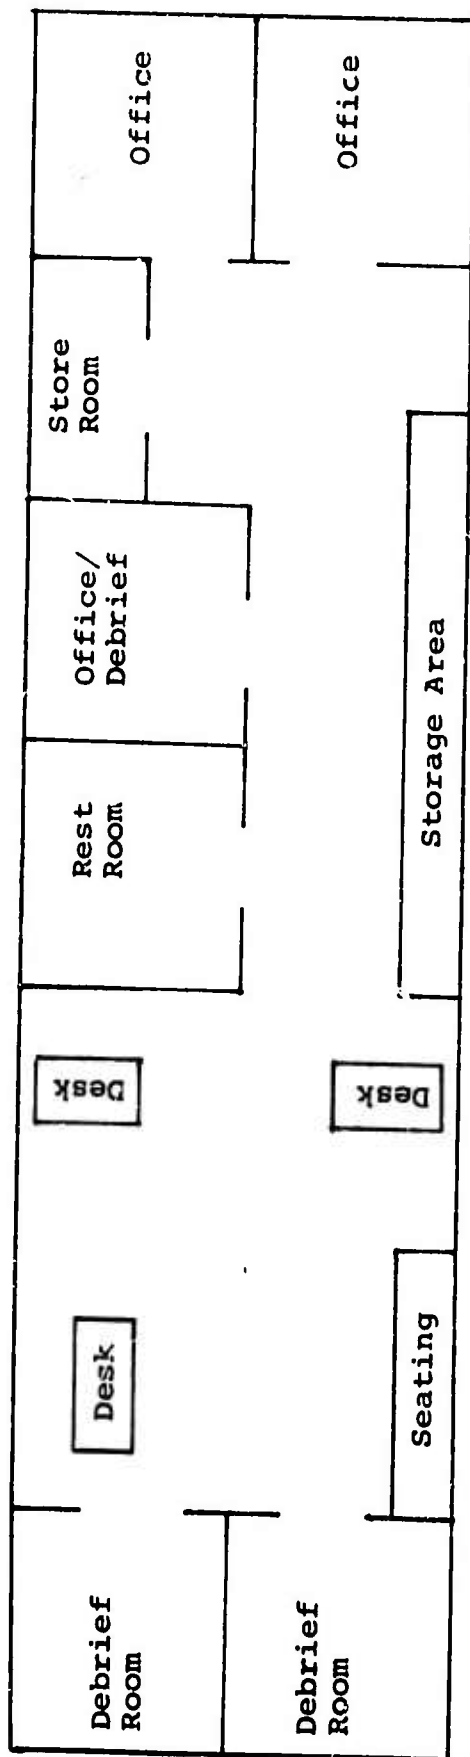 Debrief
Room
Debrief
Room
Desk
Seating
Desk
Desk
Rest
Room
Office/
Debrief
Storage Area
Store
Room
Office
Office